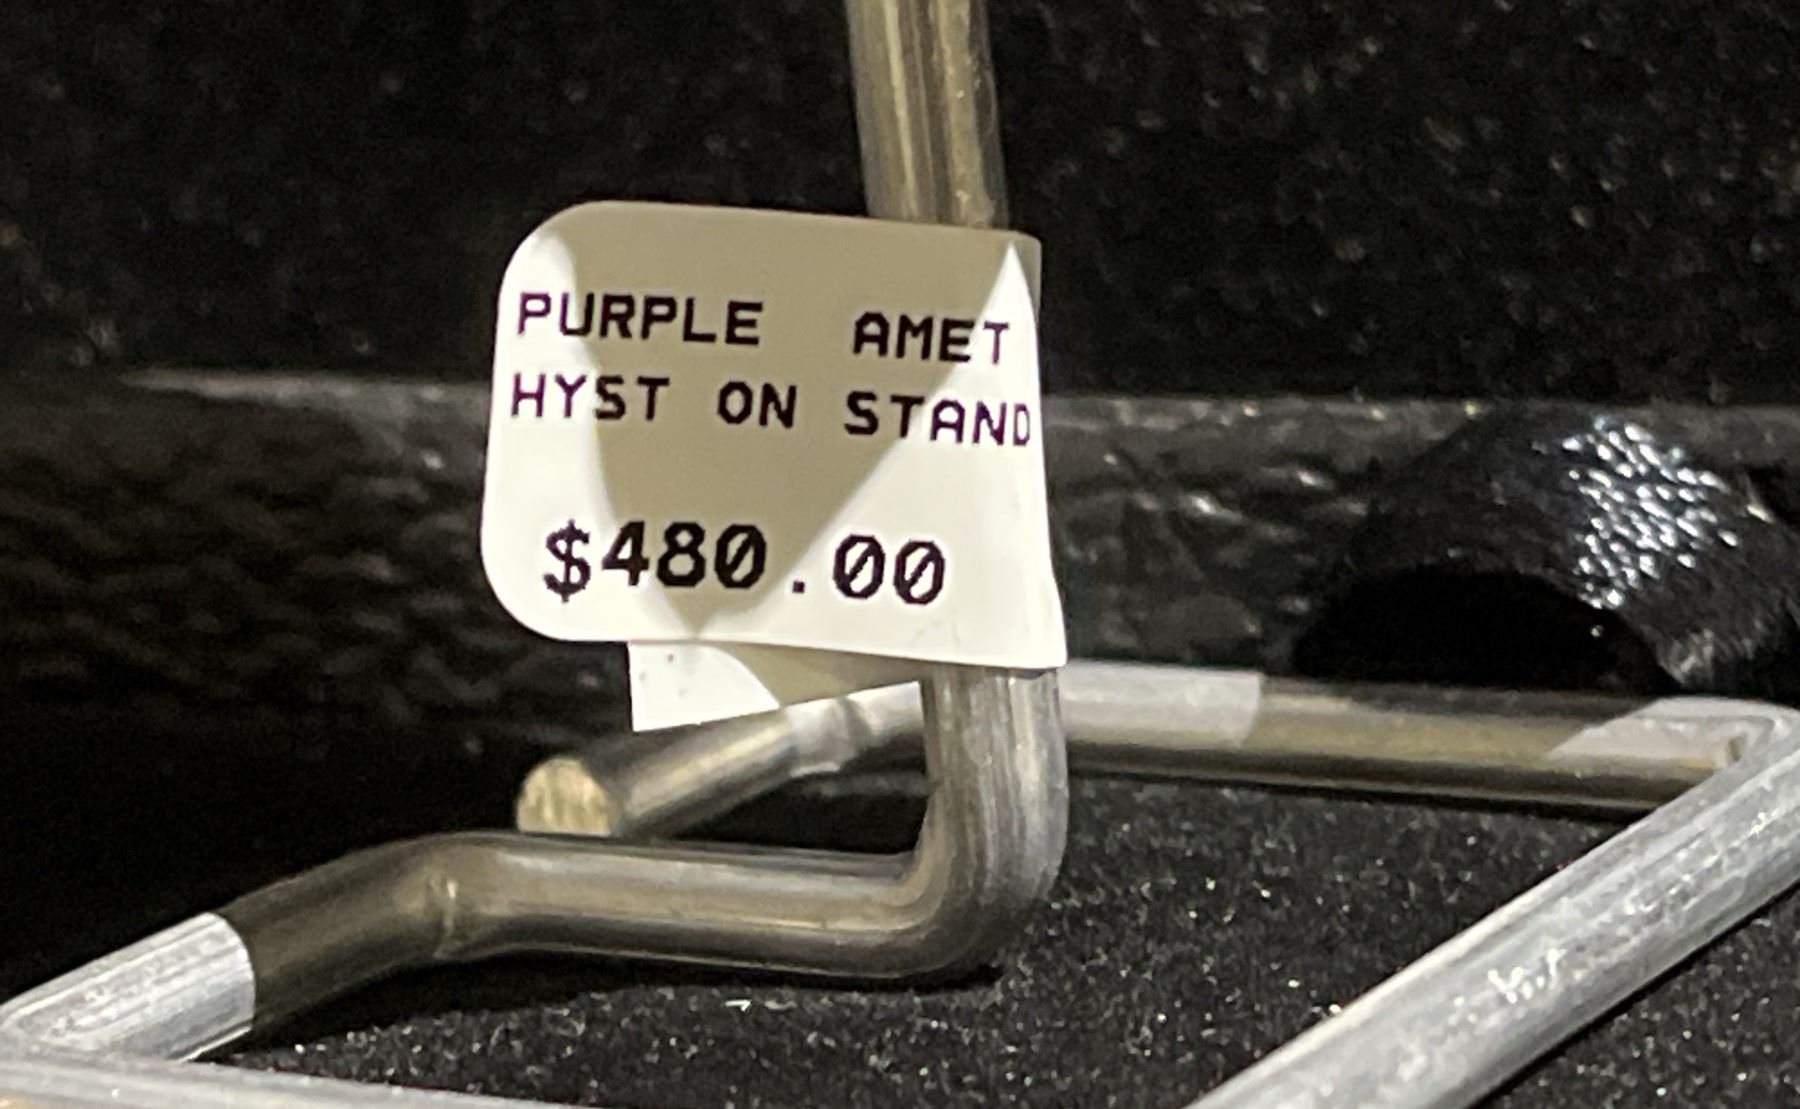 PURPLE AMET
HYST ON STAND
$480.00